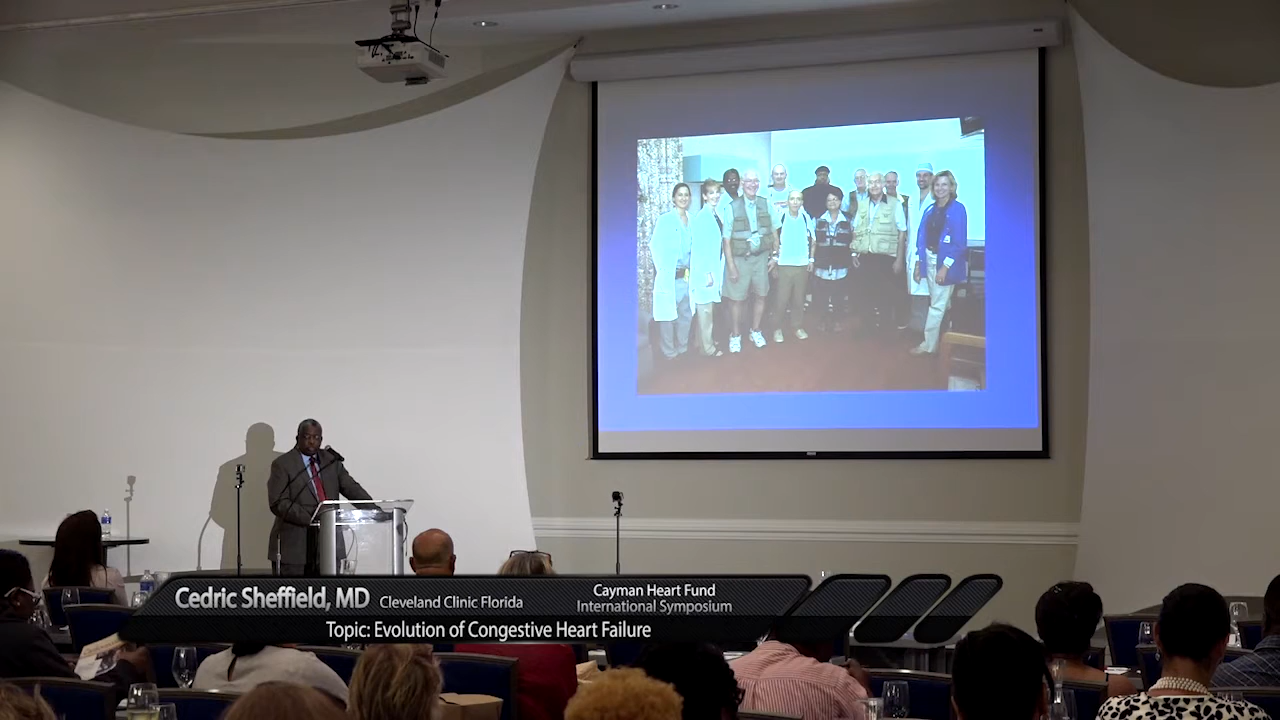 Cedric Sheffield, MD Cleveland Clinic Florida
Cayman Heart Fund
International Symposium
Topic: Evolution of Congestive Heart Failure